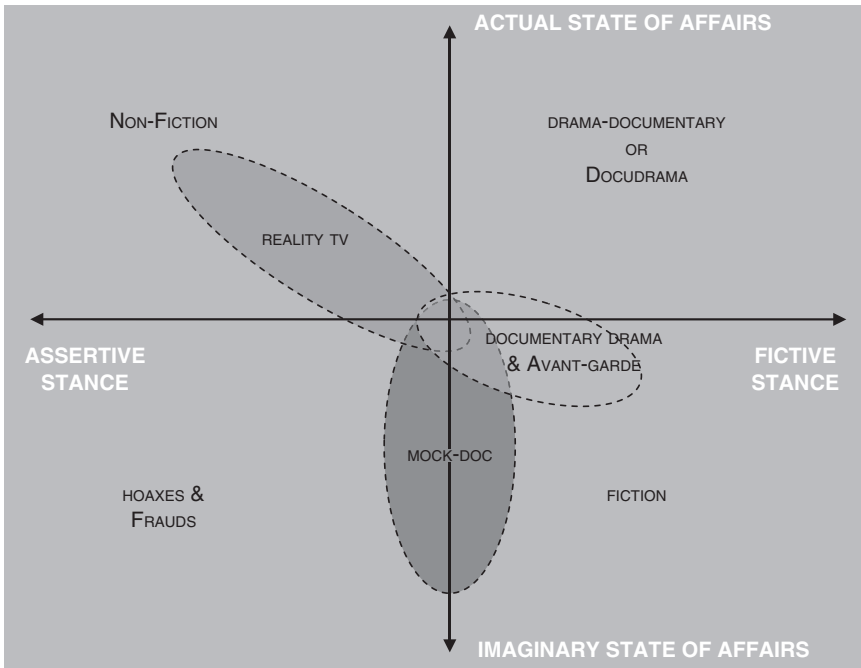 ACTUAL STATE OF AFFAIRS
NON-FICTION
DRAMA-DOCUMENTARY
OR
DOCUDRAMA
REALITY TV
ASSERTIVE
STANCE
DOCUMENTARY DRAMA
& AVANT-GARDE
FICTIVE
STANCE
MOCK-DOC
HOAXES &
FRAUDS
FICTION
IMAGINARY STATE OF AFFAIRS